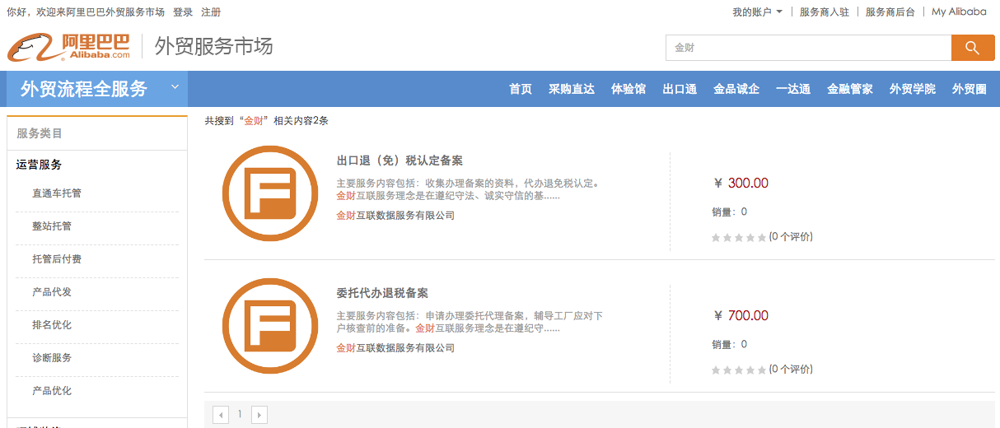 你好，欢迎来阿里巴巴外贸服务市场 登录 注册
我的账户 服务商入驻 服务商后台 My Alibaba
阿里巴巴
Alibaba.com
外贸服务市场
金财
外贸流程全服务
首页 采购直达 体验馆 出口通 金品诚企 一达通 金融管家 外贸学院 外贸圈
服务类目
运营服务
直通车托管
整站托管
托管后付费
产品代发
排名优化
诊断服务
产品优化
共搜到“金财”相关内容2条
出口退（免）税认定备案
主要服务内容包括：收集办理备案的资料，代办退免税认定。
金财互联服务理念是在遵纪守法、诚实守信的基......
金财互联数据服务有限公司
¥ 300.00
销量：0
(0 个评价)
委托代办退税备案
主要服务内容包括：申请办理委托代理备案，辅导工厂应对下
户核查前的准备。金财互联服务理念是在遵纪守......
金财互联数据服务有限公司
¥ 700.00
销量：0
(0 个评价)
1